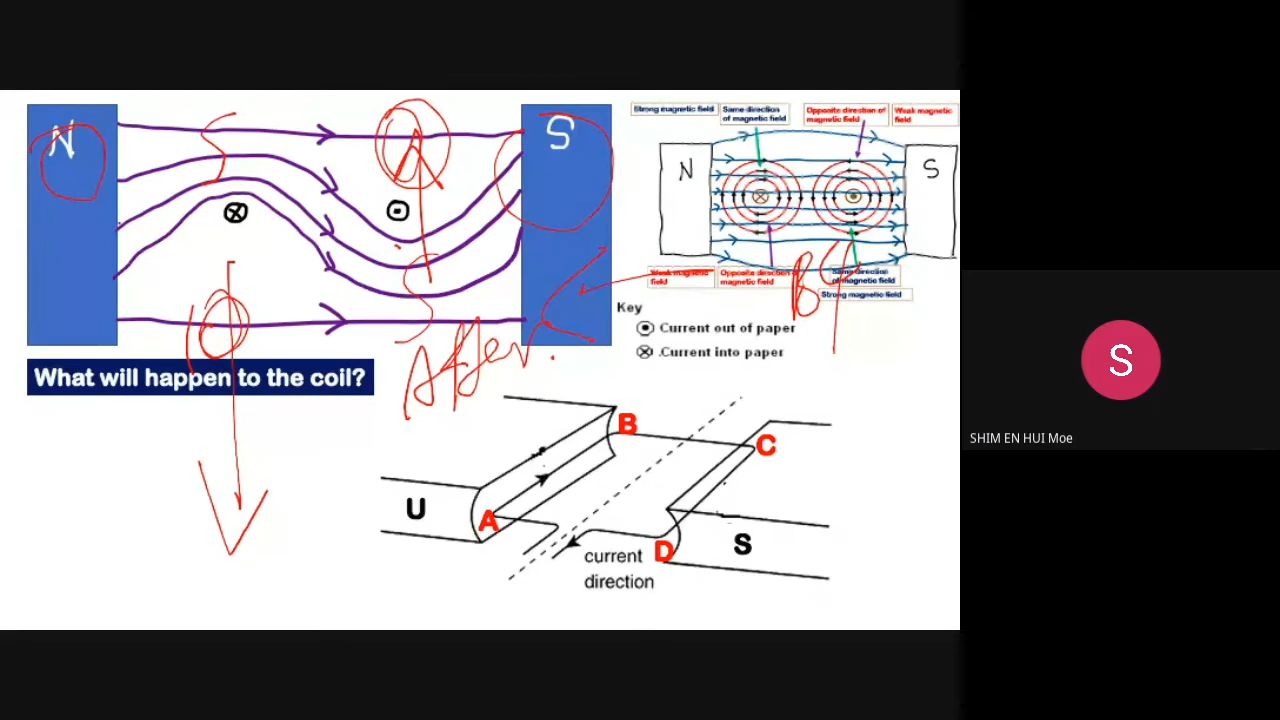 N
S
S
S
What will happen to the coil?
After.
Strong magnetic field
Same direction
of magnetic field
Opposite direction of
magnetic field
Weak magnetic
field
N
S
Weak magnetic
field
Opposite direction of
magnetic field
Same direction
of magnetic field
Strong magnetic field
Key
Current out of paper
.Current into paper
A
B
C
D
U
S
current
direction
S
SHIM EN HUI Moe